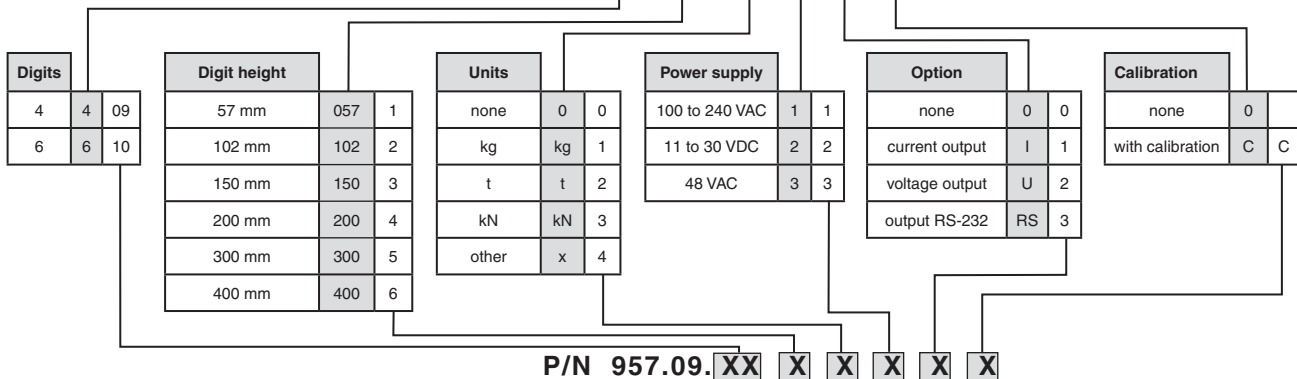 Digits
4 4 09
6 6 10
Digit height
57 mm 057 1
102 mm 102 2
150 mm 150 3
200 mm 200 4
300 mm 300 5
400 mm 400 6
Units
none 0 0
kg kg 1
t t 2
kN kN 3
other x 4
Power supply
100 to 240 VAC 1 1
11 to 30 VDC 2 2
48 VAC 3 3
Option
none 0 0
current output I 1
voltage output U 2
output RS-232 RS 3
Calibration
none 0
with calibration C C
P/N 957.09. XX X X X X X